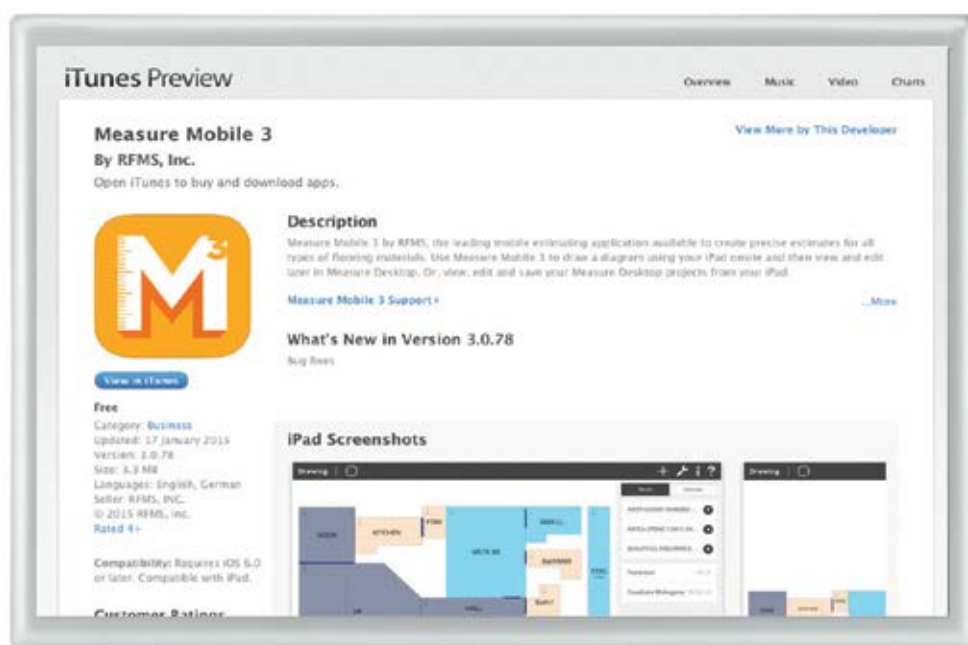 iTunes Preview
Overview Music Video Charts
Measure Mobile 3
View More by This Developer
By RFMS, Inc.
Open iTunes to buy and download apps.
M3
Description
Measure Mobile 3 by RFMS, the leading mobile estimating application available to create precise estimates for all
types of flooring materials. Use Measure Mobile 3 to draw a diagram using your iPad onsite and then view and edit
later in Measure Desktop. Or, view, edit and save your Measure Desktop projects from your iPad.
Measure Mobile 3 Support
...More
What's New in Version 3.0.78
Bug fixes
View in iTunes
Free
Category: Business
Updated: 17 January 2015
Version: 3.0.78
Size: 3.3 MB
Languages: English, German
Seller: RFMS, INC.
© 2015 RFMS, Inc.
Rated 4+
Compatibility: Requires iOS 6.0
or later. Compatible with iPad.
Customer Ratings
iPad Screenshots
Drawing
Drawing
KITCHEN
HALL